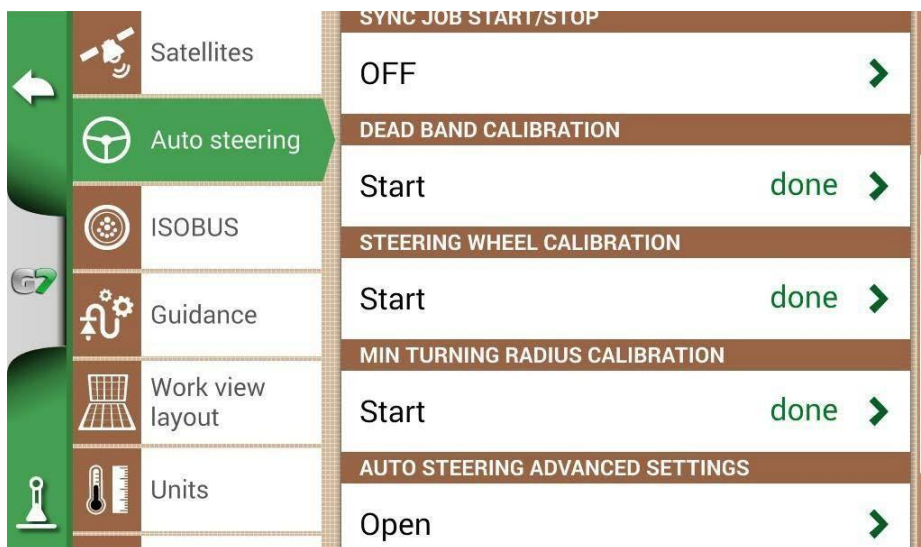 Satellites
Auto steering
ISOBUS
Guidance
Work view
layout
Units
G7
SYNC JOB START/STOP
OFF
DEAD BAND CALIBRATION
Start done
STEERING WHEEL CALIBRATION
Start done
MIN TURNING RADIUS CALIBRATION
Start done
AUTO STEERING ADVANCED SETTINGS
Open